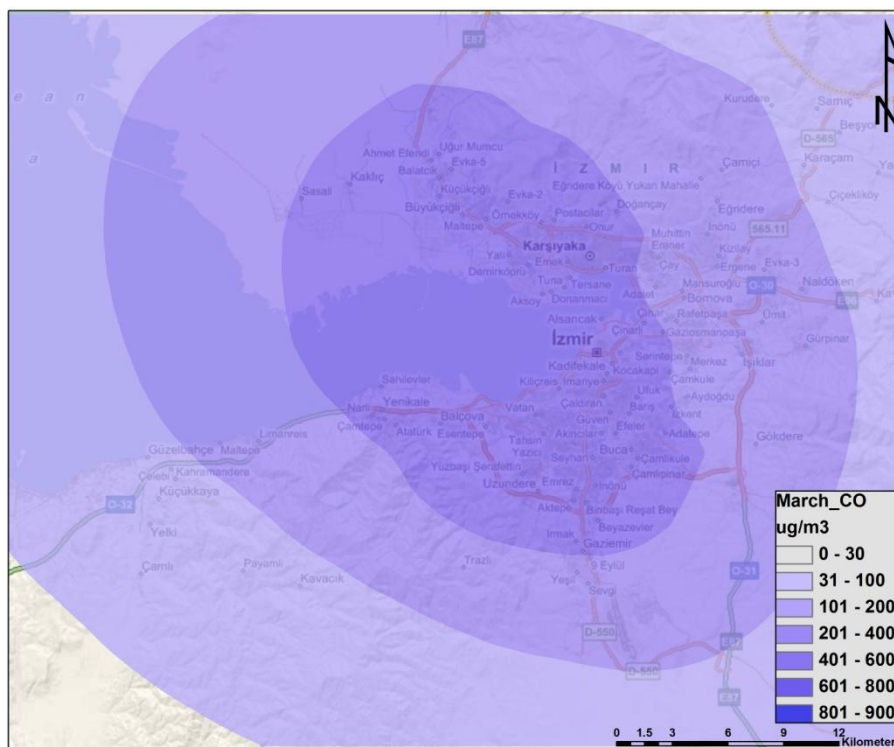 E87
N
e a n
a
Kurudere
Samiç
Beşyol
D-565
Uğur Mumcu
Ahmet Efendi
Evka-5
Balatcık
İ Z M I R
Çamiçi
Karaçam
Kaklıç
Sasalı
Küçükçiğli
Eğridere Köyü Yukarı Mahalle
Evka-2
Doğançay
Çiçekliköy
Büyükçiğli
Örnekköy
Postacılar
Eğridere
Maltepe
Onur
İnönü
565.11
Muhittin
Erener
Kızılay
Karşıyaka
Yalı
Emek
Turan
Çay
Ergene
Evka-3
Demirköprü
Tuna
Tersane
Mansuroğlu
O-30
Naldöken
Aksoy
Donanmacı
Adalet
Bornova
E96
Alsancak
Çınar
Rafetpaşa
Ümit
Çınarlı
Gaziosmanpaşa
İzmir
Gürpınar
Serintepe
Merkez
Işıklar
Kadifekale
Kocakapı
Çamkule
Sahilevler
Kılıçreis
İmariye
Ufuk
Aydoğdu
Narlı
Yenikale
Çaldıran
Barış
İzkent
Balçova
Vatan
Güven
Çamtepe
Atatürk
Esentepe
Efeler
Adatepe
Limanreis
Tahsin
Yazıcı
Akıncılar
Gökdere
Güzelbahçe
Maltepe
Buca
Seyhan
Çamlıkule
Çelebi
Kahramandere
Yüzbaşı Şerafettin
Çamlıpınar
Küçükkaya
Uzundere
Emrez
İnönü
O-32
Aktepe
Binbaşı Reşat Bey
Beyazevler
Yelki
Irmak
Gaziemir
Trazlı
9 Eylül
Çamlı
Payamlı
Yeşil
O-31
Kavacık
Sevgi
D-550
E87
D-550
E87
March_CO
ug/m3
0 - 30
31 - 100
101 - 200
201 - 400
401 - 600
601 - 800
801 - 900
0 1.5 3 6 9 12
Kilometer